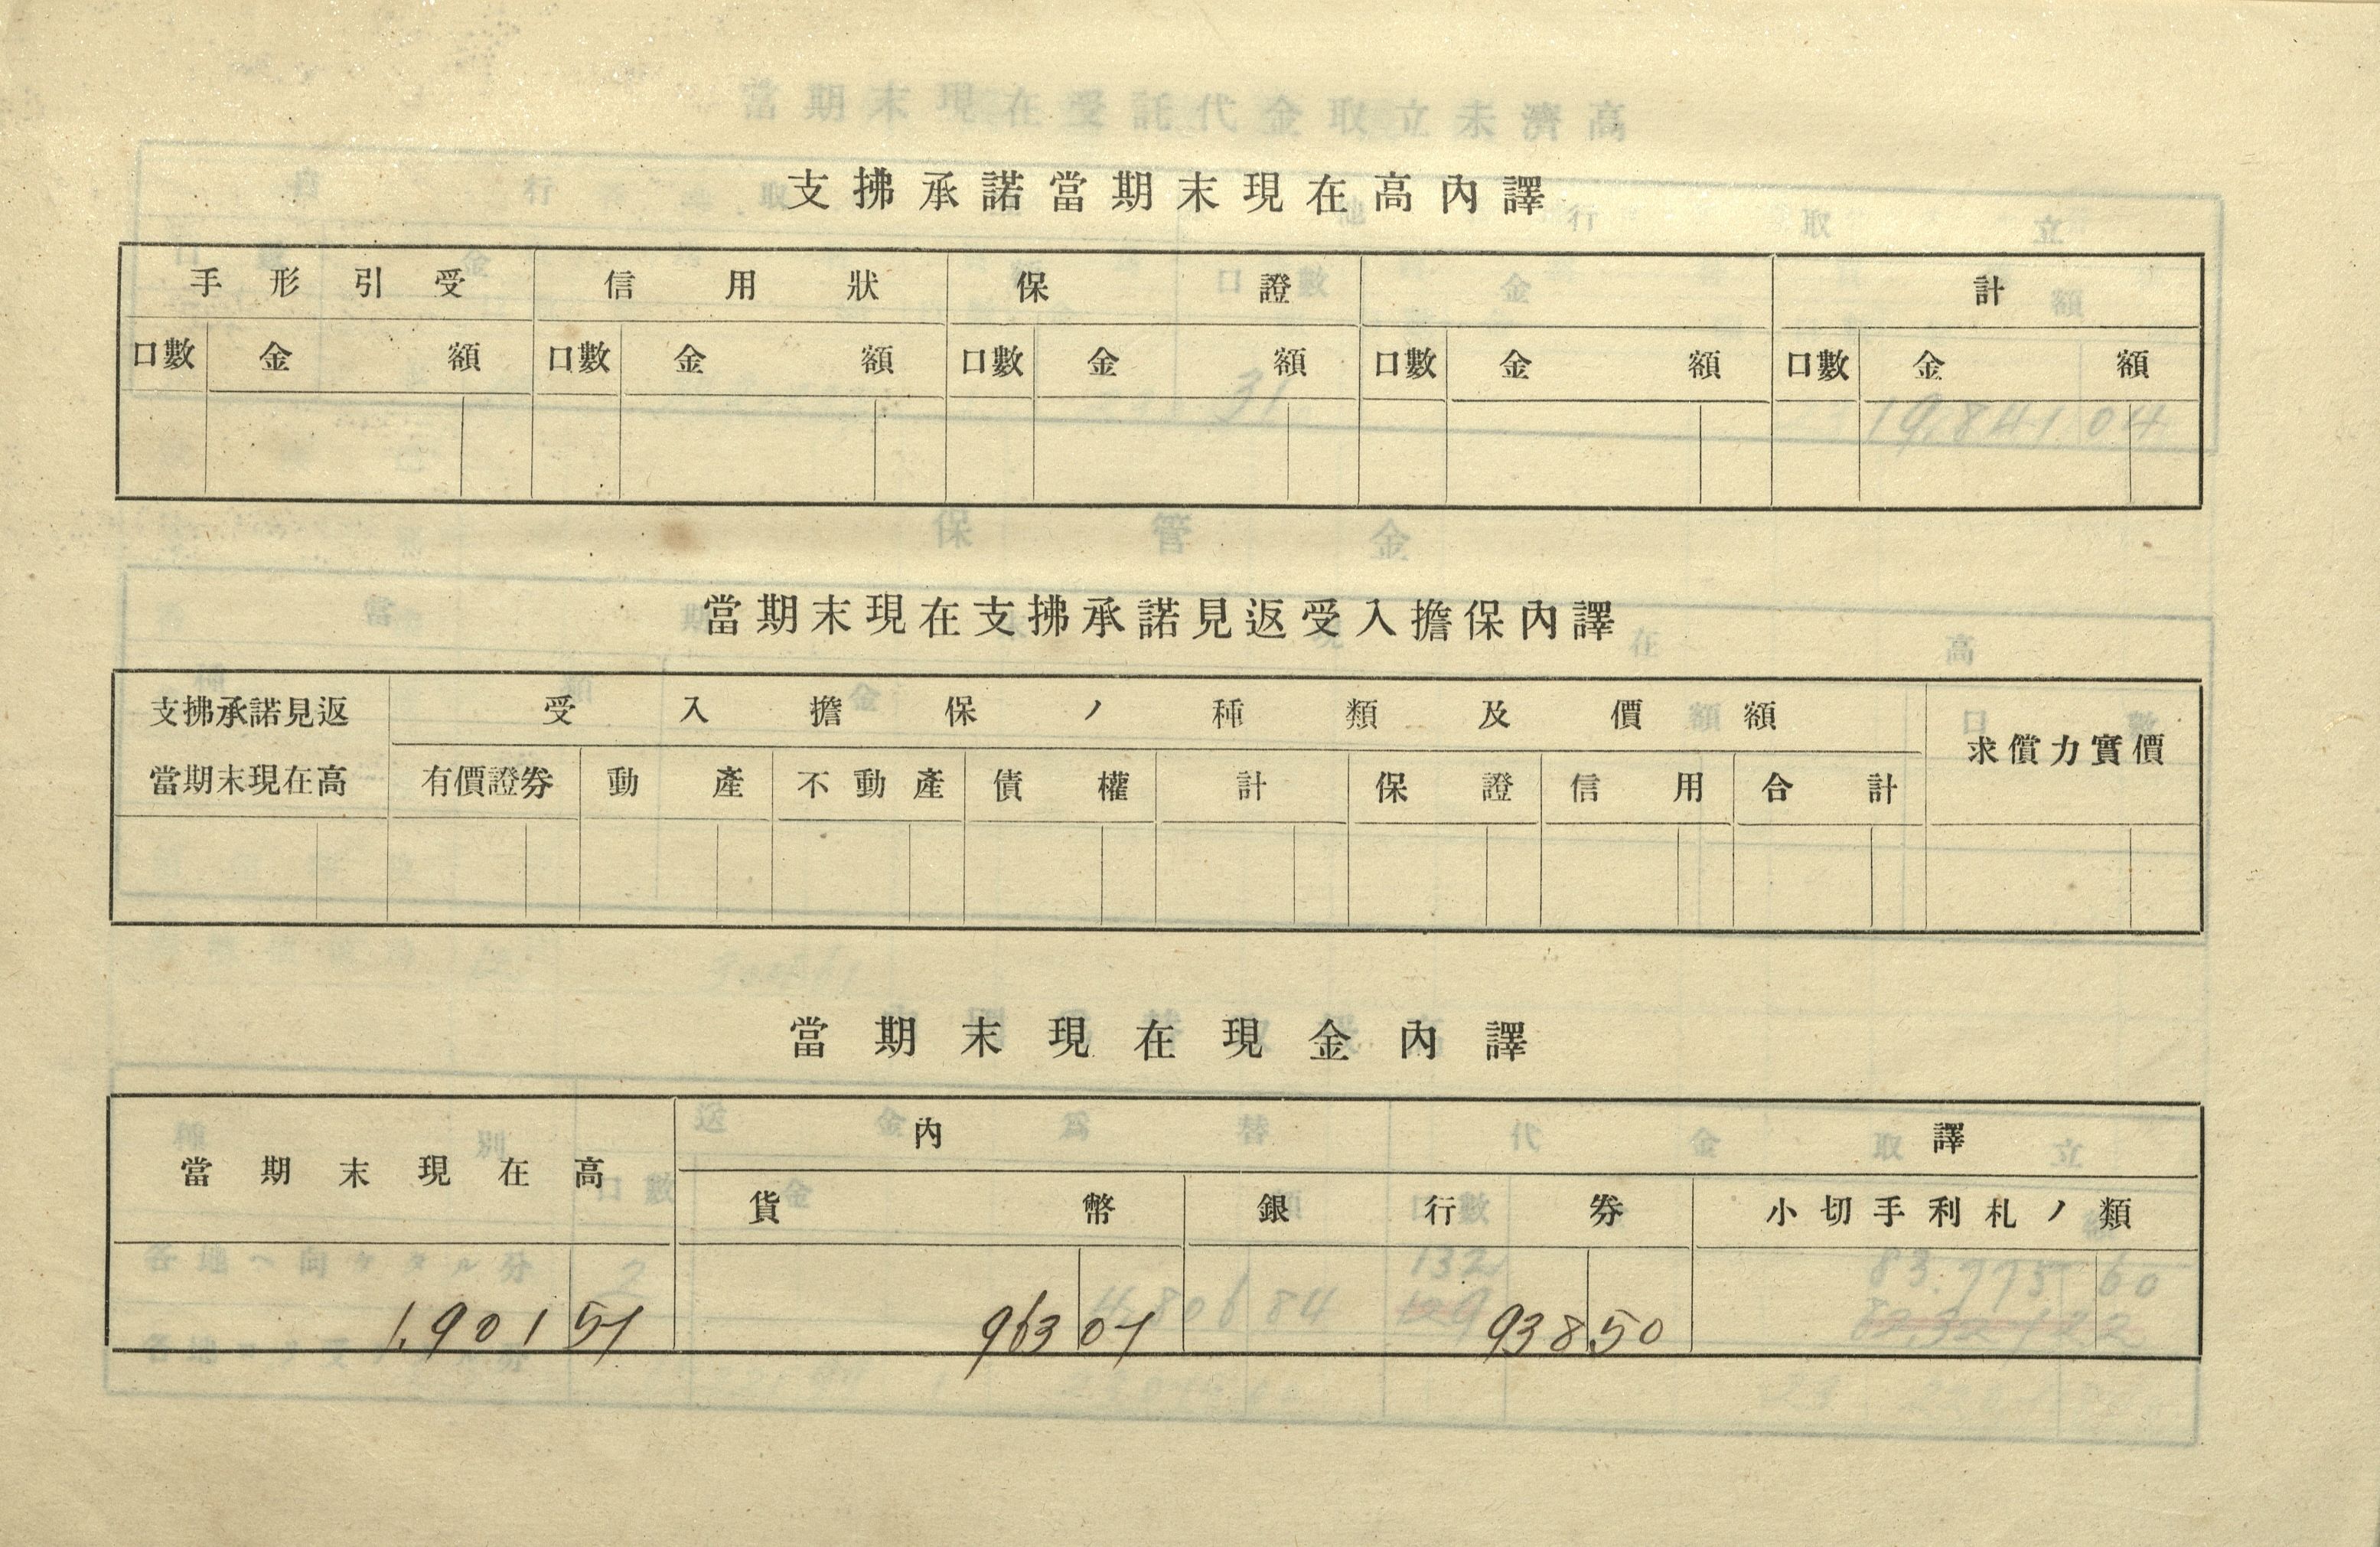 支拂承諾當期末現在高內譯
手形引受 信用狀 保證 計
口數 金額 口數 金額 口數 金額 口數 金額 口數 金額
當期末現在支拂承諾見返受入擔保內譯
支拂承諾見返 受入擔保ノ種類及價額 求償力實價
當期末現在高 有價證券 動產 不動產 債權 計 保證 信用 合計
當期末現在現金內譯
當期末現在高 內譯
貨幣 銀行券 小切手利札ノ類
1,901 51 963 01 938 50